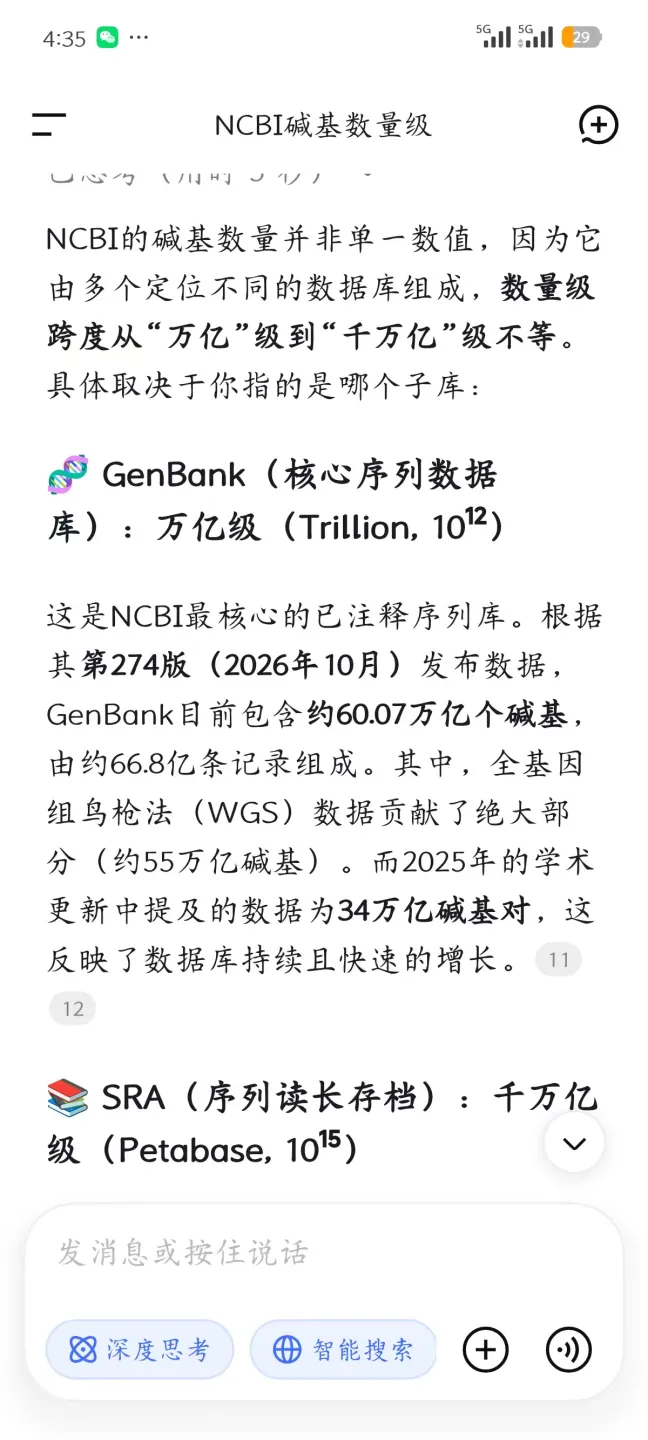 4:35 ... 5G 5G 29
NCBI碱基数量级
已思考（用时 3 秒）
NCBI的碱基数量并非单一数值，因为它
由多个定位不同的数据库组成，数量级
跨度从“万亿”级到“千万亿”级不等。
具体取决于你指的是哪个子库：
🧬 GenBank（核心序列数据
库）：万亿级（Trillion, 10¹²）
这是NCBI最核心的已注释序列库。根据
其第274版（2026年10月）发布数据，
GenBank目前包含约60.07万亿个碱基，
由约66.8亿条记录组成。其中，全基因
组鸟枪法（WGS）数据贡献了绝大部
分（约55万亿碱基）。而2025年的学术
更新中提及的数据为34万亿碱基对，这
反映了数据库持续且快速的增长。 11
12
📚 SRA（序列读长存档）：千万亿
级（Petabase, 10¹⁵）
发消息或按住说话
深度思考 智能搜索